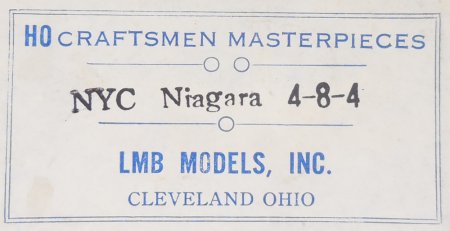 HO CRAFTSMEN MASTERPIECES
NYC Niagara 4-8-4
LMB MODELS, INC.
CLEVELAND OHIO